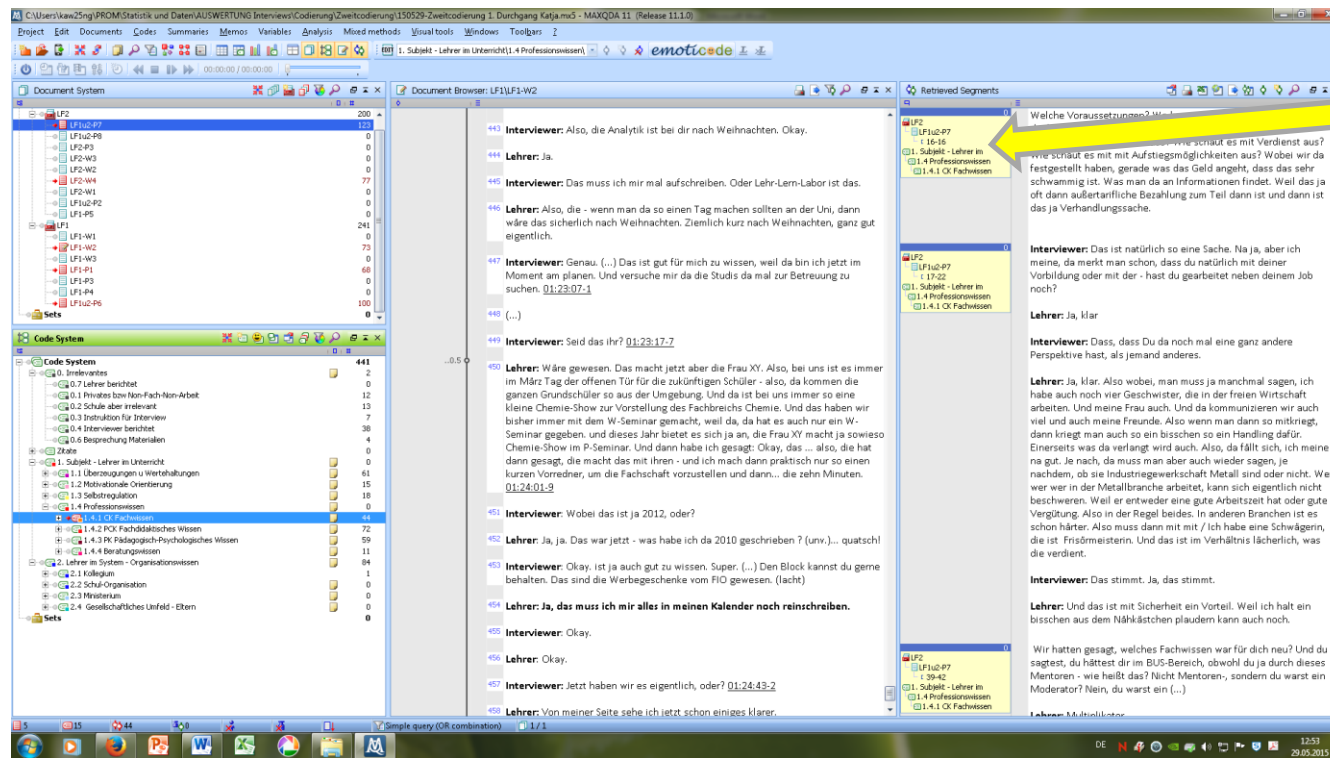 C:\Users\kaw25ng\PROM\Statistik und Daten\AUSWERTUNG Interviews\Codierung\Zweitcodierung\150529-Zweitcodierung 1. Durchgang Katja.mx5 - MAXQDA 11 (Release 11.1.0)
Project Edit Documents Codes Summaries Memos Variables Analysis Mixed methods Visual tools Windows Toolbars ?
1. Subjekt - Lehrer im Unterricht\1.4 Professionswissen\
emoticode
00:00:00 / 00:00:00
Document System
LF2 200
LF1u2-P7 123
LF1u2-P8 0
LF2-P3 0
LF2-W3 0
LF2-W2 0
LF2-W4 77
LF2-W1 0
LF1u2-P2 0
LF1-P5 0
LF1 241
LF1-W1 0
LF1-W2 73
LF1-W3 0
LF1-P1 68
LF1-P3 0
LF1-P4 0
LF1u2-P6 100
Sets 0
Code System
Code System 441
0. Irrelevantes 2
0.7 Lehrer berichtet 0
0.1 Privates bzw Non-Fach-Non-Arbeit 12
0.2 Schule aber irrelevant 13
0.3 Instruktion für Interview 7
0.4 Interviewer berichtet 38
0.6 Besprechung Materialien 4
Zitate 0
1. Subjekt - Lehrer im Unterricht 0
1.1 Überzeugungen u Werthaltungen 61
1.2 Motivationale Orientierung 15
1.3 Selbstregulation 18
1.4 Professionswissen 0
1.4.1 CK Fachwissen 44
1.4.2 PCK Fachdidaktisches Wissen 72
1.4.3 PK Pädagogisch-Psychologisches Wissen 59
1.4.4 Beratungswissen 11
2. Lehrer im System - Organisationswissen 84
2.1 Kollegium 1
2.2 Schul-Organisation 0
2.3 Ministerium 0
2.4 Gesellschaftliches Umfeld - Eltern 0
Sets 0
Document Browser: LF1\LF1-W2
443 Interviewer: Also, die Analytik ist bei dir nach Weihnachten. Okay.
444 Lehrer: Ja.
445 Interviewer: Das muss ich mir mal aufschreiben. Oder Lehr-Lern-Labor ist das.
446 Lehrer: Also, die - wenn man da so einen Tag machen sollten an der Uni, dann
wäre das sicherlich nach Weihnachten. Ziemlich kurz nach Weihnachten, ganz gut
eigentlich.
447 Interviewer: Genau. (...) Das ist gut für mich zu wissen, weil da bin ich jetzt im
Moment am planen. Und versuche mir da die Studis da mal zur Betreuung zu
suchen. 01:23:07-1
448 (...)
449 Interviewer: Seid das ihr? 01:23:17-7
...0.5
450 Lehrer: Wäre gewesen. Das macht jetzt aber die Frau XY. Also, bei uns ist es immer
im März Tag der offenen Tür für die zukünftigen Schüler - also, da kommen die
ganzen Grundschüler so aus der Umgebung. Und da ist bei uns immer so eine
kleine Chemie-Show zur Vorstellung des Fachbreichs Chemie. Und das haben wir
bisher immer mit dem W-Seminar gemacht, weil da, da hat es auch nur ein W-
Seminar gegeben. und dieses Jahr bietet es sich ja an, die Frau XY macht ja sowieso
Chemie-Show im P-Seminar. Und dann habe ich gesagt: Okay, das ... also, die hat
dann gesagt, die macht das mit ihren - und ich mach dann praktisch nur so einen
kurzen Vorredner, um die Fachschaft vorzustellen und dann... die zehn Minuten.
01:24:01-9
451 Interviewer: Wobei das ist ja 2012, oder?
452 Lehrer: Ja, ja. Das war jetzt - was habe ich da 2010 geschrieben ? (unv.)... quatsch!
453 Interviewer: Okay. ist ja auch gut zu wissen. Super. (...) Den Block kannst du gerne
behalten. Das sind die Werbegeschenke vom FIO gewesen. (lacht)
454 Lehrer: Ja, das muss ich mir alles in meinen Kalender noch reinschreiben.
455 Interviewer: Okay.
456 Lehrer: Okay.
457 Interviewer: Jetzt haben wir es eigentlich, oder? 01:24:43-2
458 Lehrer: Von meiner Seite sehe ich jetzt schon einiges klarer.
Retrieved Segments
0
LF2
LF1u2-P7
16-16
1. Subjekt - Lehrer im
1.4 Professionswissen
1.4.1 CK Fachwissen
Welche Voraussetzungen?
Wie schaut es mit Verdienst aus?
Wie schaut es mit mit Aufstiegsmöglichkeiten aus? Wobei wir da
festgestellt haben, gerade was das Geld angeht, dass das sehr
schwammig ist. Was man da an Informationen findet. Weil das ja
oft dann außertarifliche Bezahlung zum Teil dann ist und dann ist
das ja Verhandlungssache.
0
LF2
LF1u2-P7
17-22
1. Subjekt - Lehrer im
1.4 Professionswissen
1.4.1 CK Fachwissen
Interviewer: Das ist natürlich so eine Sache. Na ja, aber ich
meine, da merkt man schon, dass du natürlich mit deiner
Vorbildung oder mit der - hast du gearbeitet neben deinem Job
noch?
Lehrer: Ja, klar
Interviewer: Dass, dass Du da noch mal eine ganz andere
Perspektive hast, als jemand anderes.
Lehrer: Ja, klar. Also wobei, man muss ja manchmal sagen, ich
habe auch noch vier Geschwister, die in der freien Wirtschaft
arbeiten. Und meine Frau auch. Und da kommunizieren wir auch
viel und auch meine Freunde. Also wenn man dann so mitkriegt,
dann kriegt man auch so ein bisschen so ein Handling dafür.
Einerseits was da verlangt wird auch. Also, da fällt sich, ich meine
na gut. Je nach, da muss man aber auch wieder sagen, je
nachdem, ob sie Industriegewerkschaft Metall sind oder nicht. We
wer wer in der Metallbranche arbeitet, kann sich eigentlich nicht
beschweren. Weil er entweder eine gute Arbeitszeit hat oder gute
Vergütung. Also in der Regel beides. In anderen Branchen ist es
schon härter. Also muss dann mit mit / Ich habe eine Schwägerin,
die ist Frisörmeisterin. Und das ist im Verhältnis lächerlich, was
die verdient.
Interviewer: Das stimmt. Ja, das stimmt.
Lehrer: Und das ist mit Sicherheit ein Vorteil. Weil ich halt ein
bisschen aus dem Nähkästchen plaudern kann auch noch.
0
LF2
LF1u2-P7
39-42
1. Subjekt - Lehrer im
1.4 Professionswissen
1.4.1 CK Fachwissen
Wir hatten gesagt, welches Fachwissen war für dich neu? Und du
sagtest, du hättest dir im BUS-Bereich, obwohl du ja durch dieses
Mentoren - wie heißt das? Nicht Mentoren-, sondern du warst ein
Moderator? Nein, du warst ein (...)
Lehrer: Multiplikator
5 15 44 0 Simple query (OR combination) 1 / 1
DE 12:53
29.05.2015